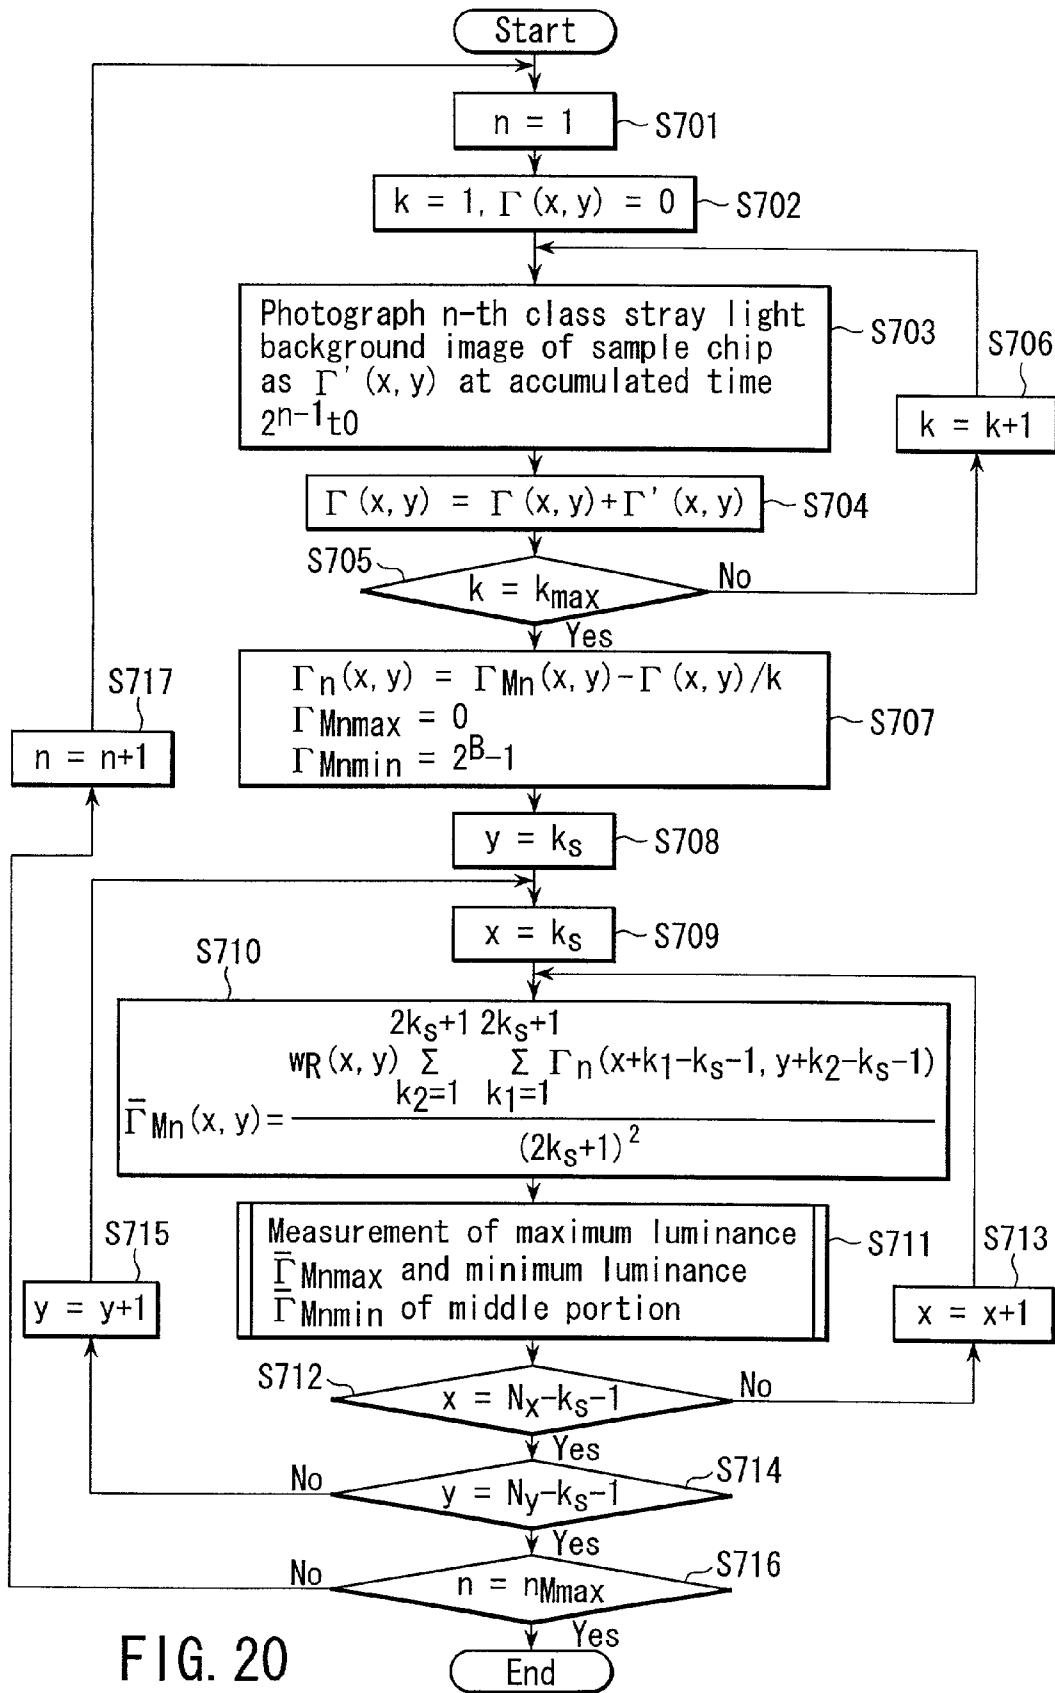 Start
n = 1
S701
k = 1, Γ(x, y) = 0
S702
Photograph n-th class stray light
background image of sample chip
as Γ'(x, y) at accumulated time
2ⁿ⁻¹t0
S703
S706
k = k+1
Γ(x, y) = Γ(x, y)+Γ'(x, y)
S704
S705
k = kmax
No
Yes
Γn(x, y) = ΓMn(x, y)-Γ(x, y)/k
ΓMnmax = 0
ΓMnmin = 2ᴮ-1
S707
S717
n = n+1
y = ks
S708
x = ks
S709
S710
2ks+1 2ks+1
wR(x, y) Σ Σ Γn(x+k1-ks-1, y+k2-ks-1)
k2=1 k1=1
Γ̄Mn(x, y) =
(2ks+1)²
Measurement of maximum luminance
Γ̄Mnmax and minimum luminance
Γ̄Mnmin of middle portion
S711
S713
x = x+1
S715
y = y+1
S712
x = Nx-ks-1
No
Yes
S714
y = Ny-ks-1
No
Yes
S716
n = nMmax
No
Yes
End
FIG. 20